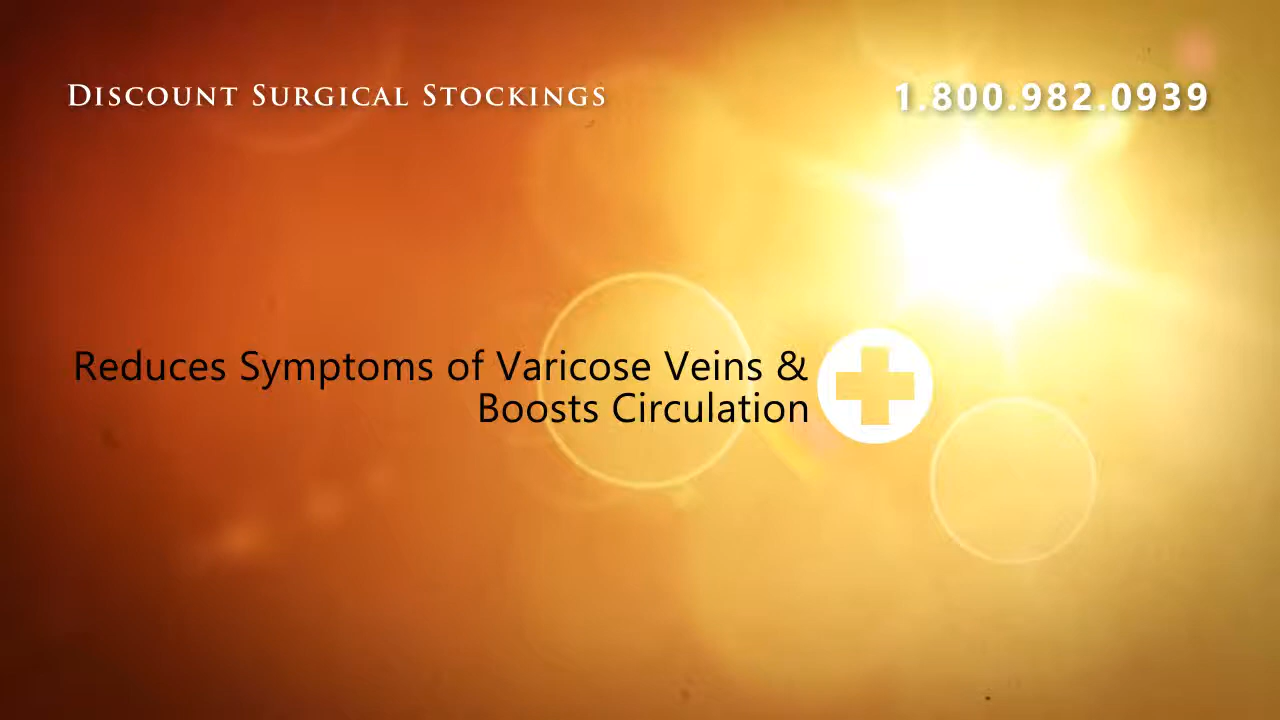 Discount Surgical Stockings
1.800.982.0939
Reduces Symptoms of Varicose Veins &
Boosts Circulation